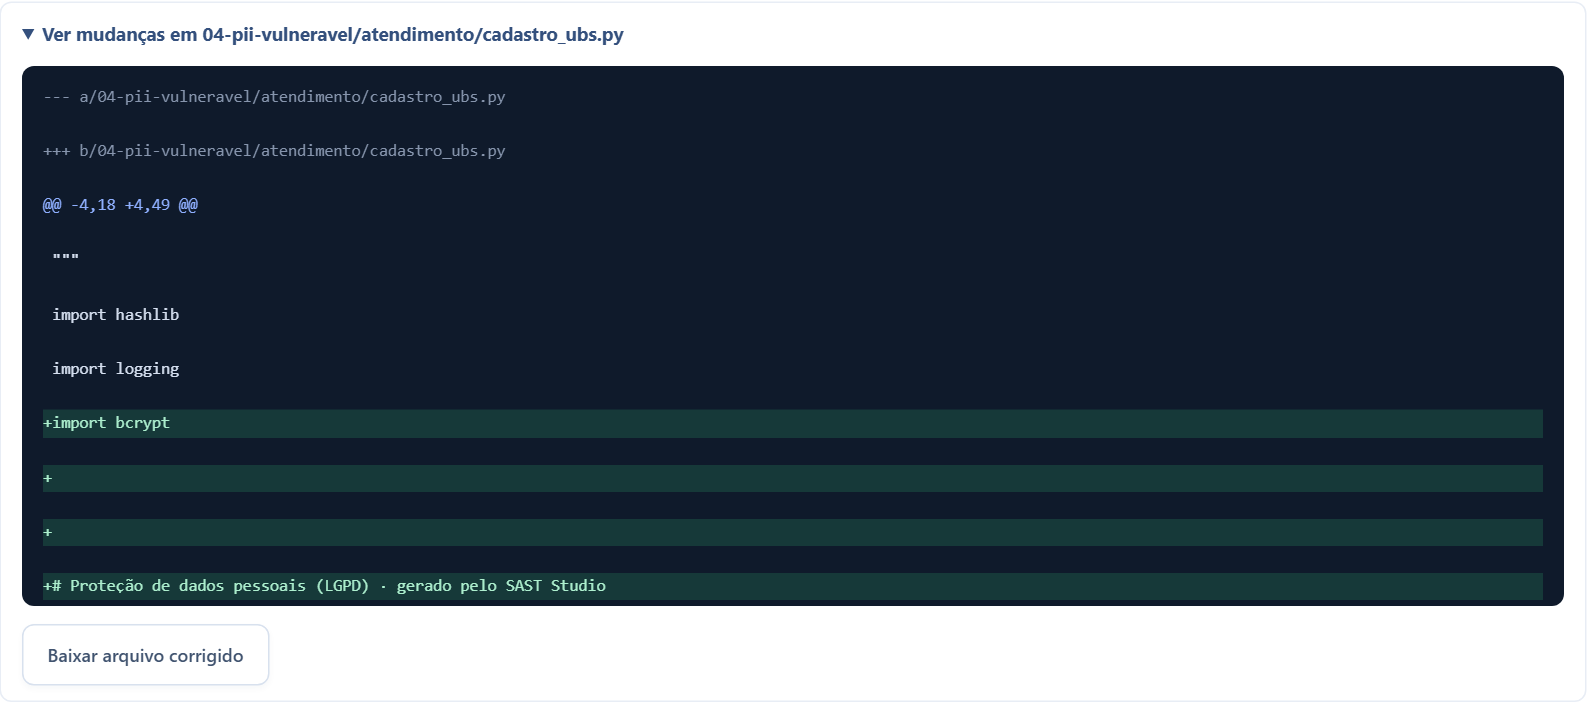 ▼ Ver mudanças em 04-pii-vulneravel/atendimento/cadastro_ubs.py
--- a/04-pii-vulneravel/atendimento/cadastro_ubs.py
+++ b/04-pii-vulneravel/atendimento/cadastro_ubs.py
@@ -4,18 +4,49 @@
"""
import hashlib
import logging
+import bcrypt
+
+
+# Proteção de dados pessoais (LGPD) · gerado pelo SAST Studio
Baixar arquivo corrigido